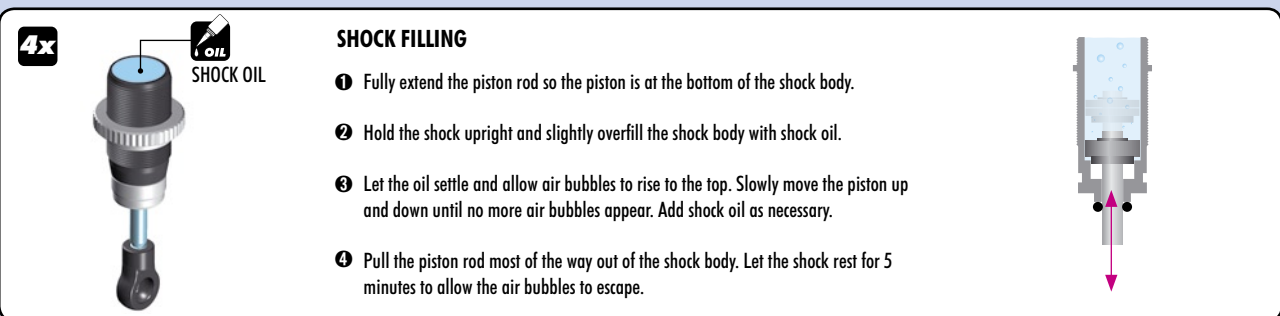 4x
OIL
SHOCK OIL
SHOCK FILLING
❶ Fully extend the piston rod so the piston is at the bottom of the shock body.
❷ Hold the shock upright and slightly overfill the shock body with shock oil.
❸ Let the oil settle and allow air bubbles to rise to the top. Slowly move the piston up
and down until no more air bubbles appear. Add shock oil as necessary.
❹ Pull the piston rod most of the way out of the shock body. Let the shock rest for 5
minutes to allow the air bubbles to escape.